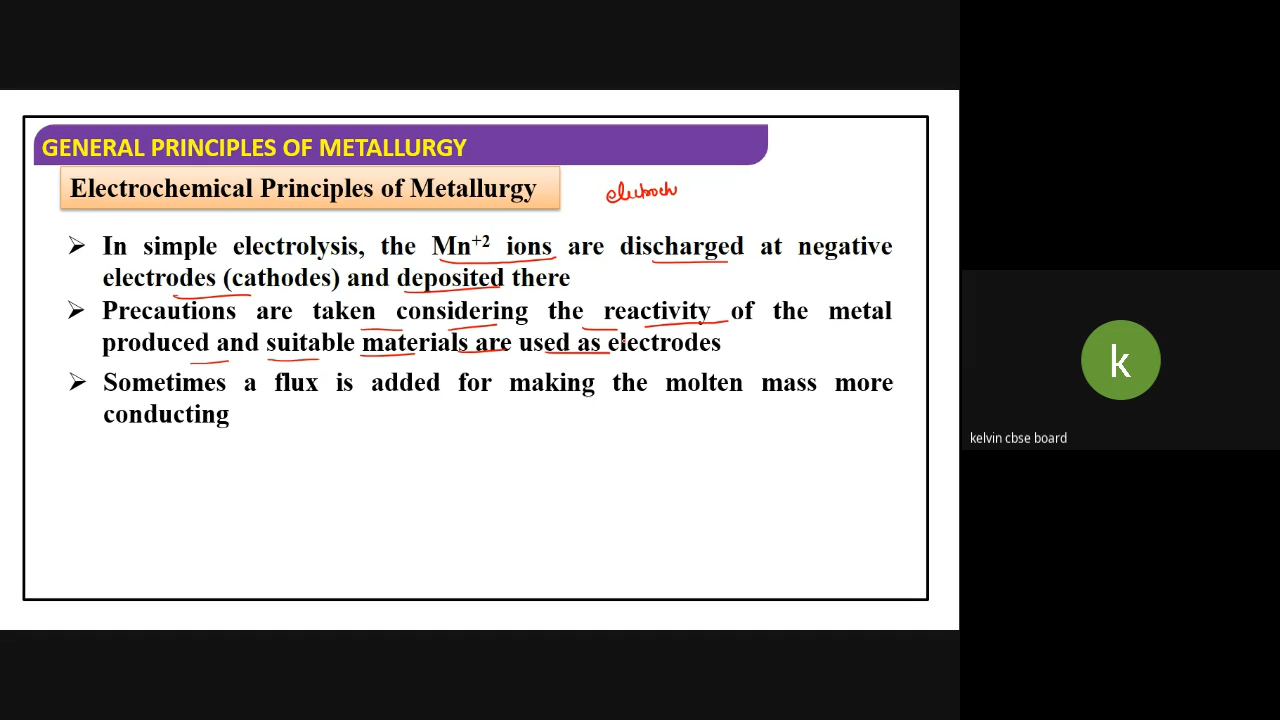 GENERAL PRINCIPLES OF METALLURGY
Electrochemical Principles of Metallurgy
electroch
➢ In simple electrolysis, the Mn⁺² ions are discharged at negative
electrodes (cathodes) and deposited there
➢ Precautions are taken considering the reactivity of the metal
produced and suitable materials are used as electrodes
➢ Sometimes a flux is added for making the molten mass more
conducting
k
kelvin cbse board